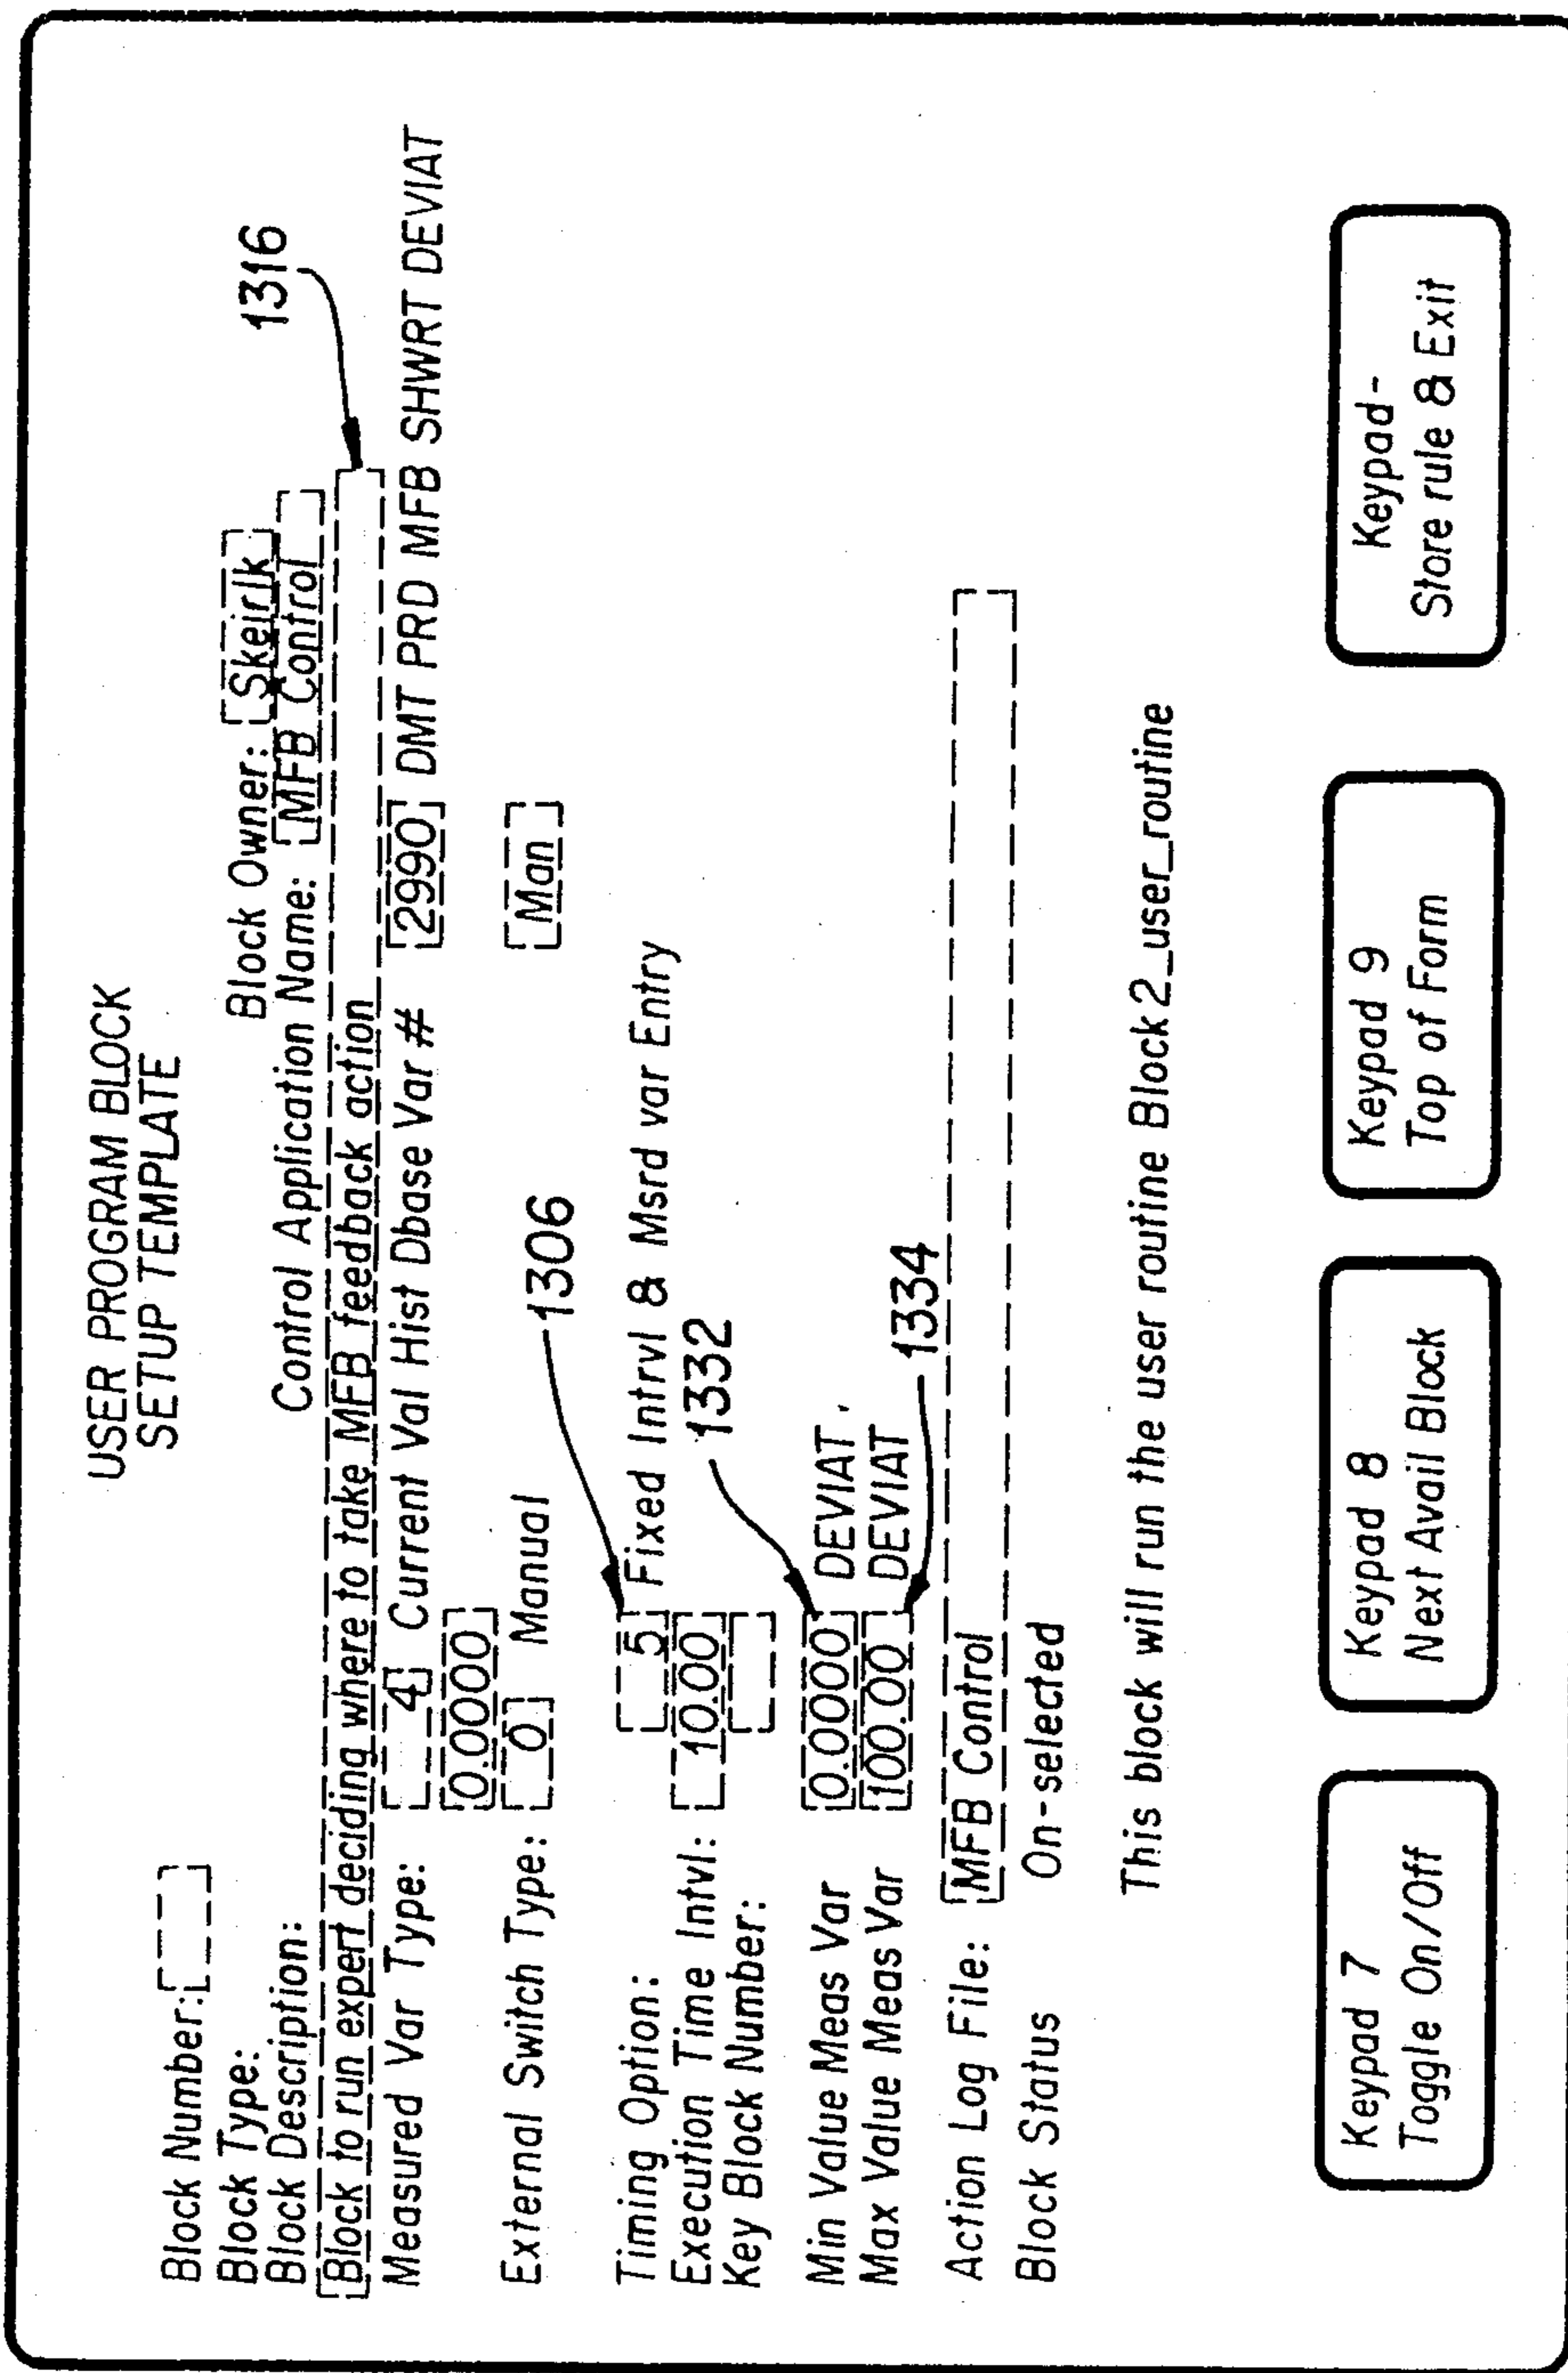 USER PROGRAM BLOCK
SETUP TEMPLATE
Block Number:
Block Type: Block Owner: Skeirik
Block Description: Control Application Name: MFB Control
1316
Block to run expert deciding where to take MFB feedback action
Measured Var Type: 4 Current Val Hist Dbase Var # 2990 DMT PRD MFB SHWRT DEVIAT
0.0000
External Switch Type: 0 Manual Man
1306
Timing Option: 5 Fixed Intrvl & Msrd var Entry
Execution Time Intvl: 10.00
Key Block Number:
1332
Min Value Meas Var 0.0000 DEVIAT
Max Value Meas Var 100.00 DEVIAT
1334
Action Log File: MFB Control
Block Status On-selected
This block will run the user routine Block2_user_routine
Keypad 7
Toggle On/Off
Keypad 8
Next Avail Block
Keypad 9
Top of Form
Keypad -
Store rule & Exit